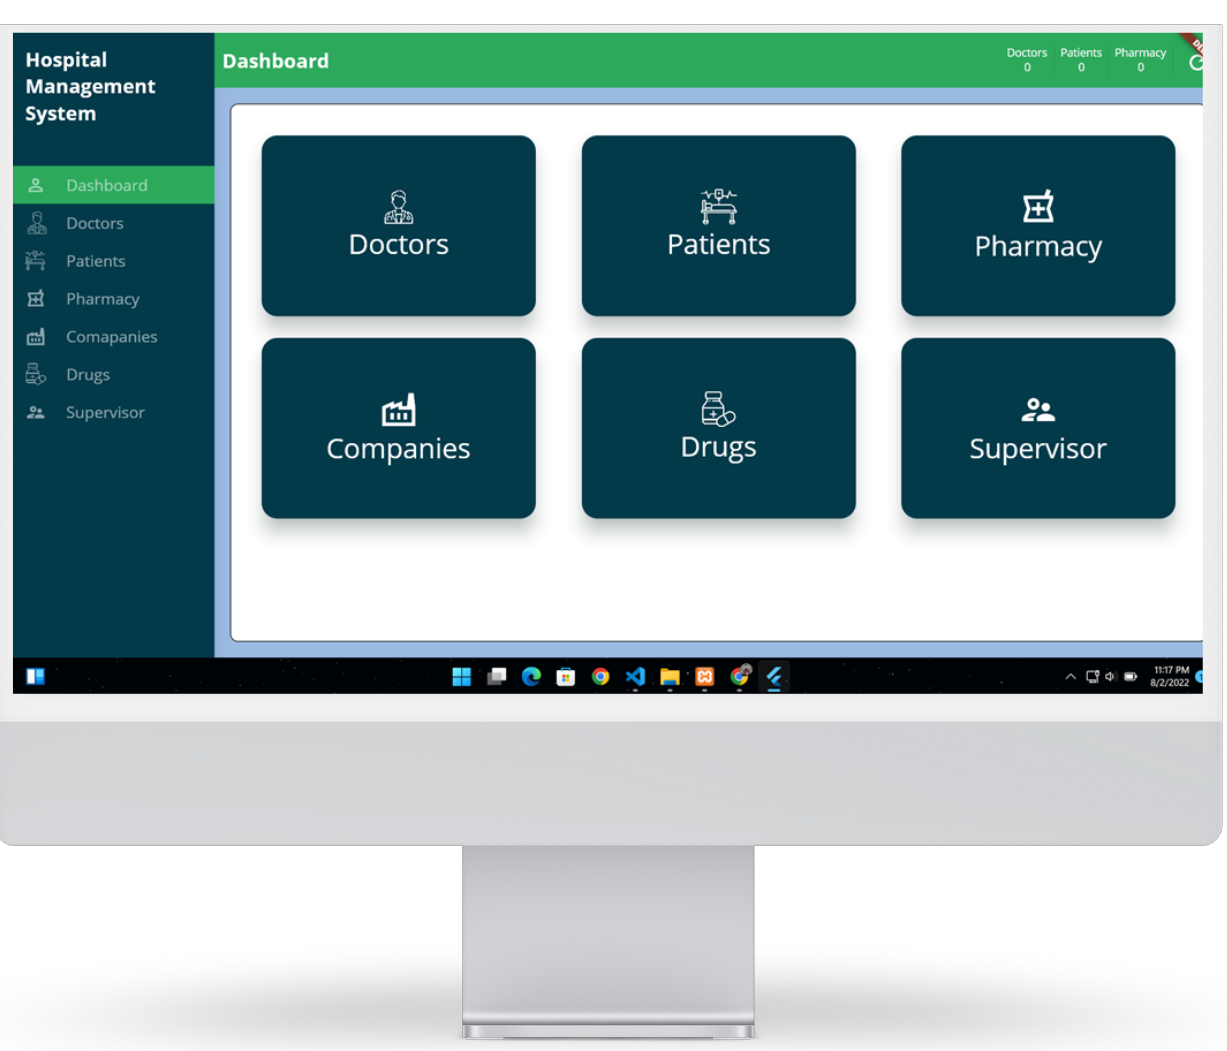 Hospital
Management
System
Dashboard
Doctors
0
Patients
0
Pharmacy
0
Dashboard
Doctors
Patients
Pharmacy
Comapanies
Drugs
Supervisor
Doctors
Patients
Pharmacy
Companies
Drugs
Supervisor
11:17 PM
8/2/2022